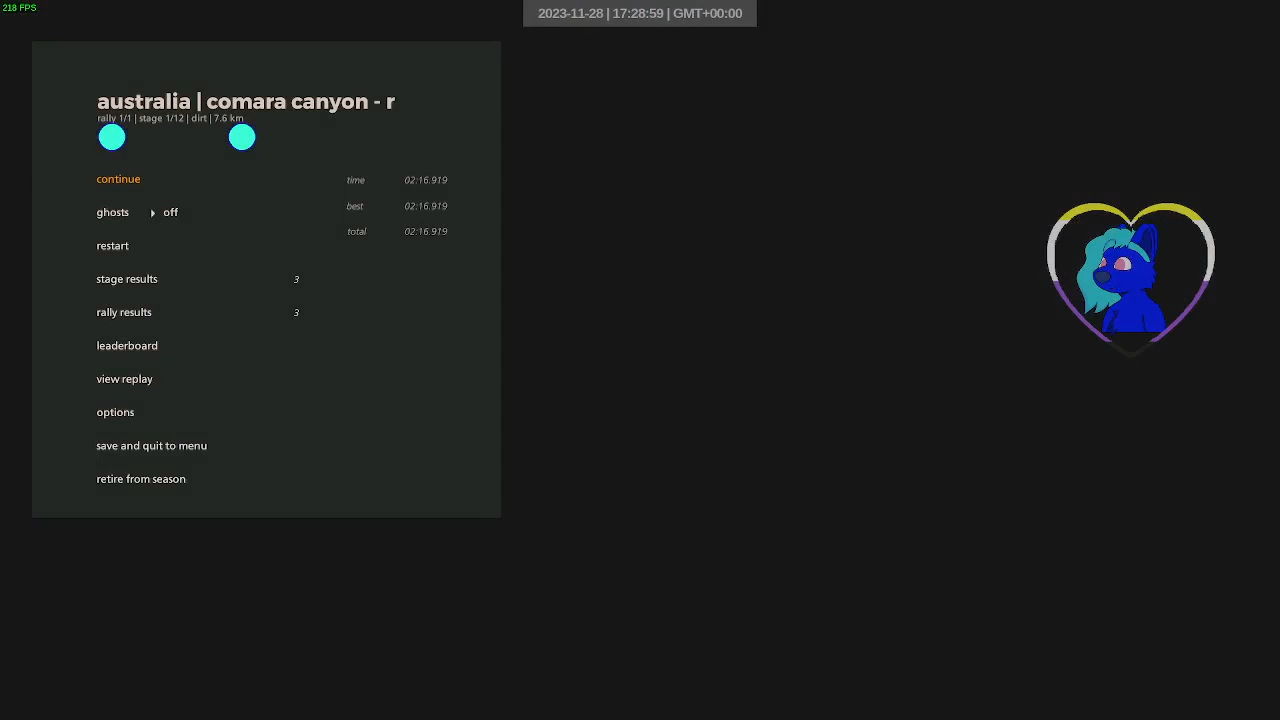 218 FPS
2023-11-28 | 17:28:59 | GMT+00:00
australia | comara canyon - r
rally 1/1 | stage 1/12 | dirt | 7.6 km
continue
time 02:16.919
best 02:16.919
ghosts off
total 02:16.919
restart
stage results 3
rally results 3
leaderboard
view replay
options
save and quit to menu
retire from season